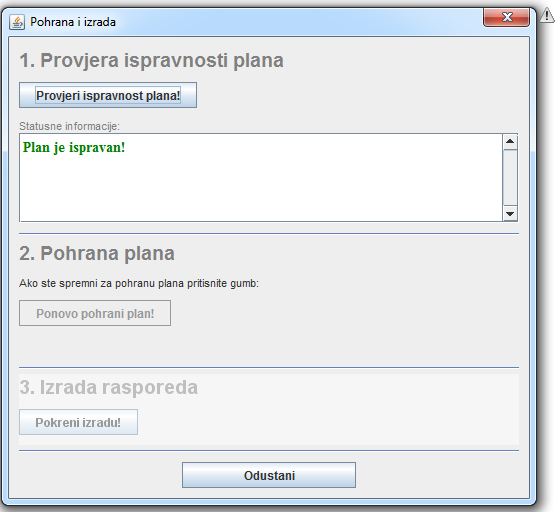 Pohrana i izrada
1. Provjera ispravnosti plana
Provjeri ispravnost plana!
Statusne informacije:
Plan je ispravan!
2. Pohrana plana
Ako ste spremni za pohranu plana pritisnite gumb:
Ponovo pohrani plan!
3. Izrada rasporeda
Pokreni izradu!
Odustani